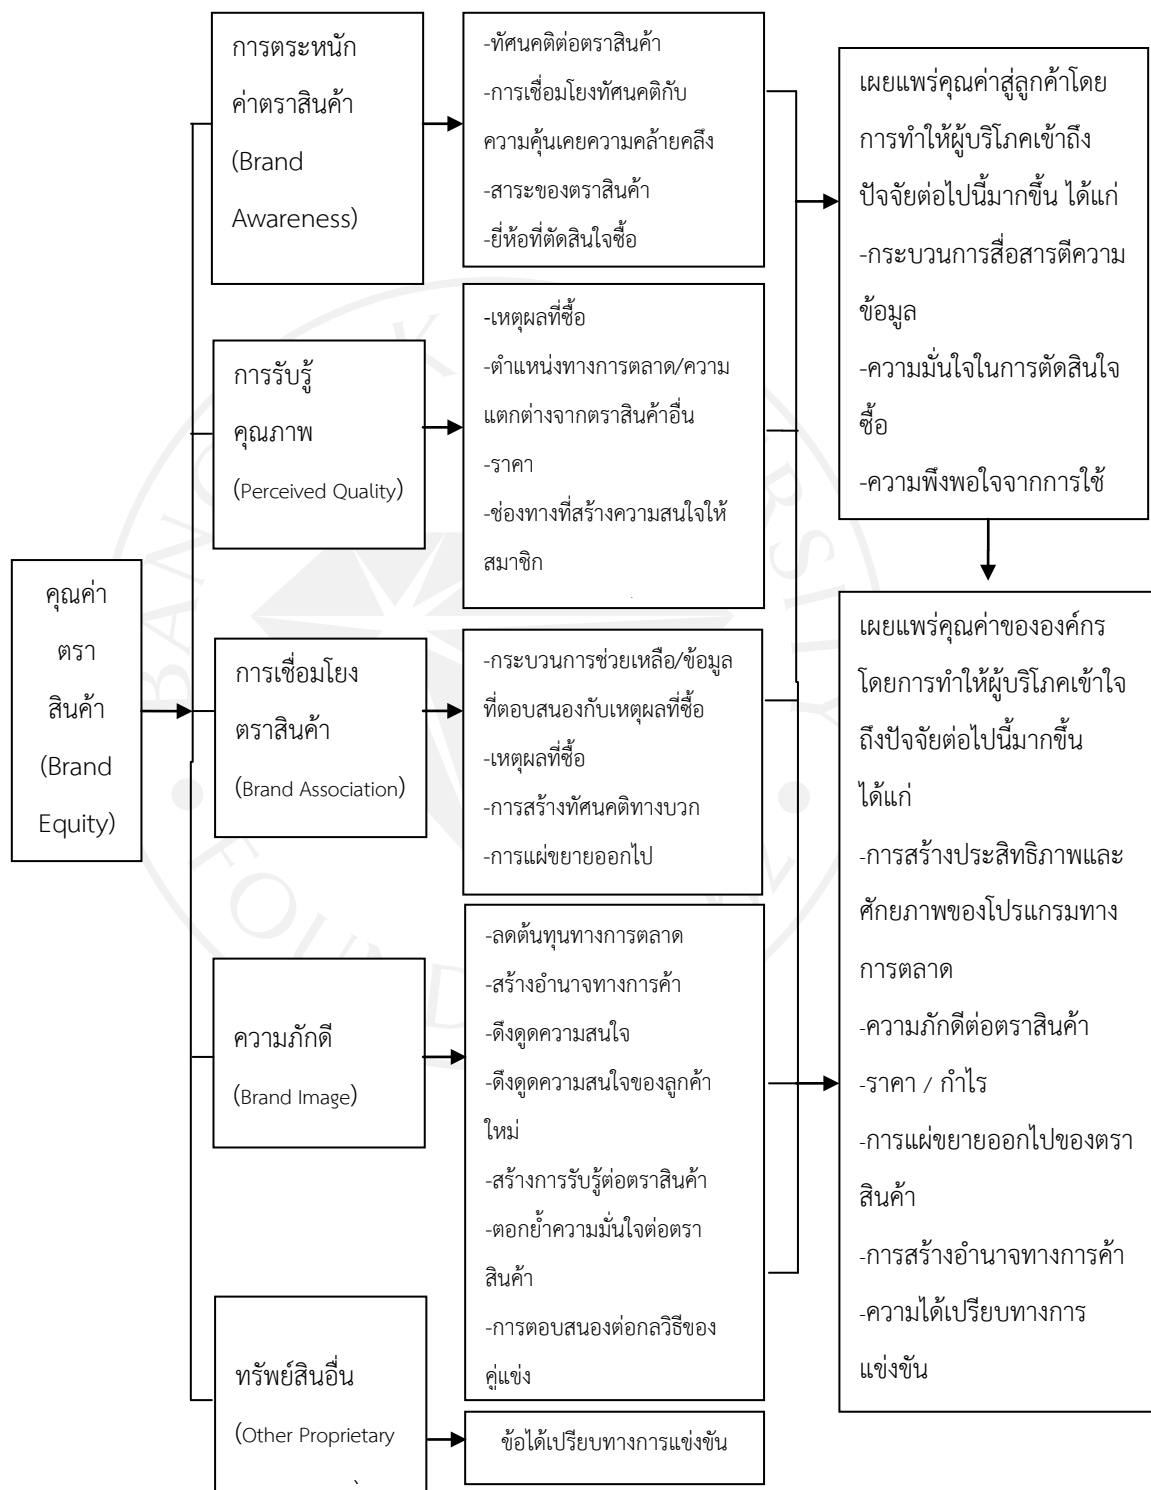 การตระหนัก
ค่าตราสินค้า
(Brand
Awareness)
-ทัศนคติต่อตราสินค้า
-การเชื่อมโยงทัศนคติกับ
ความคุ้นเคยความคล้ายคลึง
-สาระของตราสินค้า
-ยี่ห้อที่ตัดสินใจซื้อ
เผยแพร่คุณค่าสู่ลูกค้าโดย
การทำให้ผู้บริโภคเข้าถึง
ปัจจัยต่อไปนี้มากขึ้น ได้แก่
-กระบวนการสื่อสารตีความ
ข้อมูล
-ความมั่นใจในการตัดสินใจ
ซื้อ
-ความพึงพอใจจากการใช้
การรับรู้
คุณภาพ
(Perceived Quality)
-เหตุผลที่ซื้อ
-ตำแหน่งทางการตลาด/ความ
แตกต่างจากตราสินค้าอื่น
-ราคา
-ช่องทางที่สร้างความสนใจให้
สมาชิก
คุณค่า
ตรา
สินค้า
(Brand
Equity)
การเชื่อมโยง
ตราสินค้า
(Brand Association)
-กระบวนการช่วยเหลือ/ข้อมูล
ที่ตอบสนองกับเหตุผลที่ซื้อ
-เหตุผลที่ซื้อ
-การสร้างทัศนคติทางบวก
-การแผ่ขยายออกไป
เผยแพร่คุณค่าขององค์กร
โดยการทำให้ผู้บริโภคเข้าใจ
ถึงปัจจัยต่อไปนี้มากขึ้น
ได้แก่
-การสร้างประสิทธิภาพและ
ศักยภาพของโปรแกรมทาง
การตลาด
-ความภักดีต่อตราสินค้า
-ราคา / กำไร
-การแผ่ขยายออกไปของตรา
สินค้า
-การสร้างอำนาจทางการค้า
-ความได้เปรียบทางการ
แข่งขัน
ความภักดี
(Brand Image)
-ลดต้นทุนทางการตลาด
-สร้างอำนาจทางการค้า
-ดึงดูดความสนใจ
-ดึงดูดความสนใจของลูกค้า
ใหม่
-สร้างการรับรู้ต่อตราสินค้า
-ตอกย้ำความมั่นใจต่อตรา
สินค้า
-การตอบสนองต่อกลวิธีของ
คู่แข่ง
ทรัพย์สินอื่น
(Other Proprietary
ข้อได้เปรียบทางการแข่งขัน